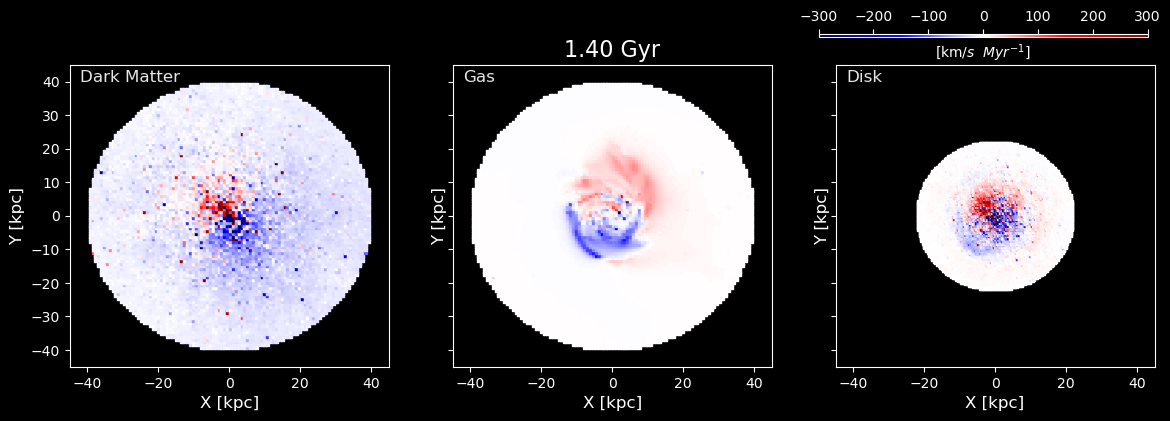 −300 −200 −100 0 100 200 300
[km/s Myr⁻¹]
1.40 Gyr
Dark Matter
Gas
Disk
40
30
20
10
0
−10
−20
−30
−40
Y [kpc]
Y [kpc]
Y [kpc]
−40 −20 0 20 40
−40 −20 0 20 40
−40 −20 0 20 40
X [kpc]
X [kpc]
X [kpc]